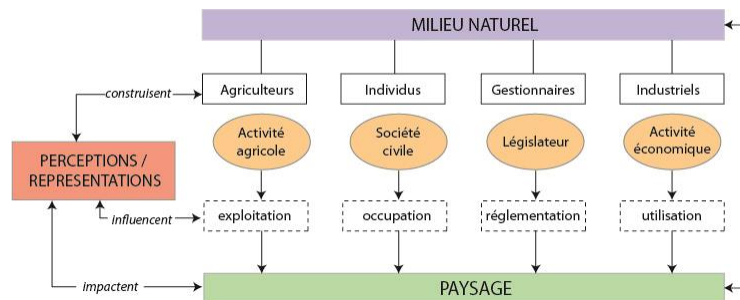 MILIEU NATUREL
construisent
Agriculteurs
Individus
Gestionnaires
Industriels
Activité
agricole
Société
civile
Législateur
Activité
économique
PERCEPTIONS /
REPRESENTATIONS
influencent
exploitation
occupation
réglementation
utilisation
impactent
PAYSAGE